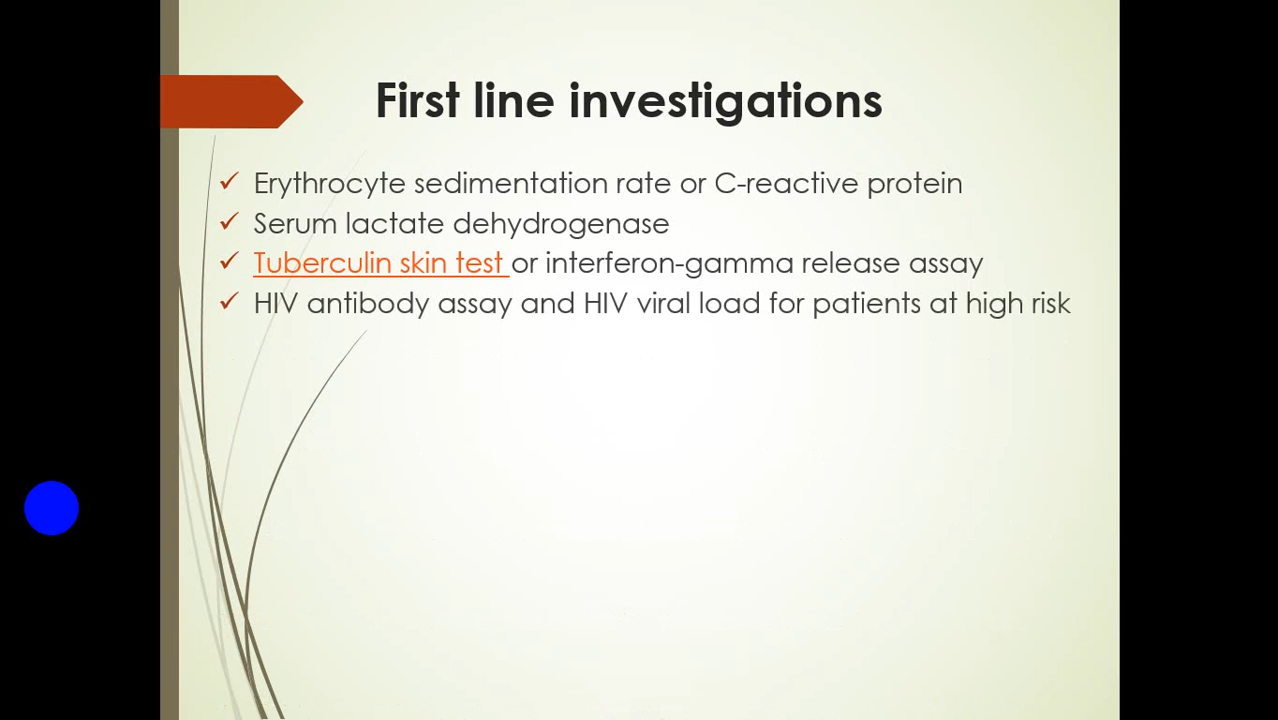 First line investigations
Erythrocyte sedimentation rate or C-reactive protein
Serum lactate dehydrogenase
Tuberculin skin test or interferon-gamma release assay
HIV antibody assay and HIV viral load for patients at high risk